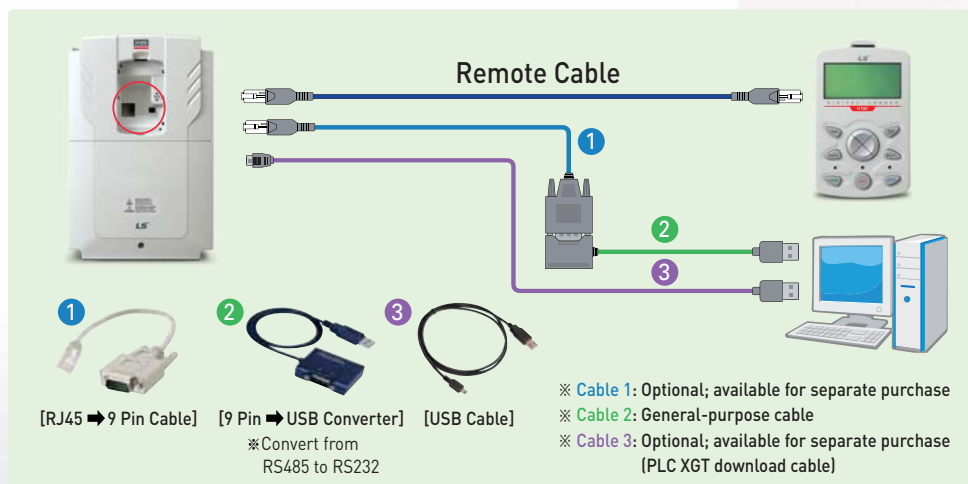 Remote Cable
LS
H100
1
2
3
LS
1
2
3
[RJ45 ➡ 9 Pin Cable]
[9 Pin ➡ USB Converter]
※Convert from
RS485 to RS232
[USB Cable]
※ Cable 1: Optional; available for separate purchase
※ Cable 2: General-purpose cable
※ Cable 3: Optional; available for separate purchase
(PLC XGT download cable)